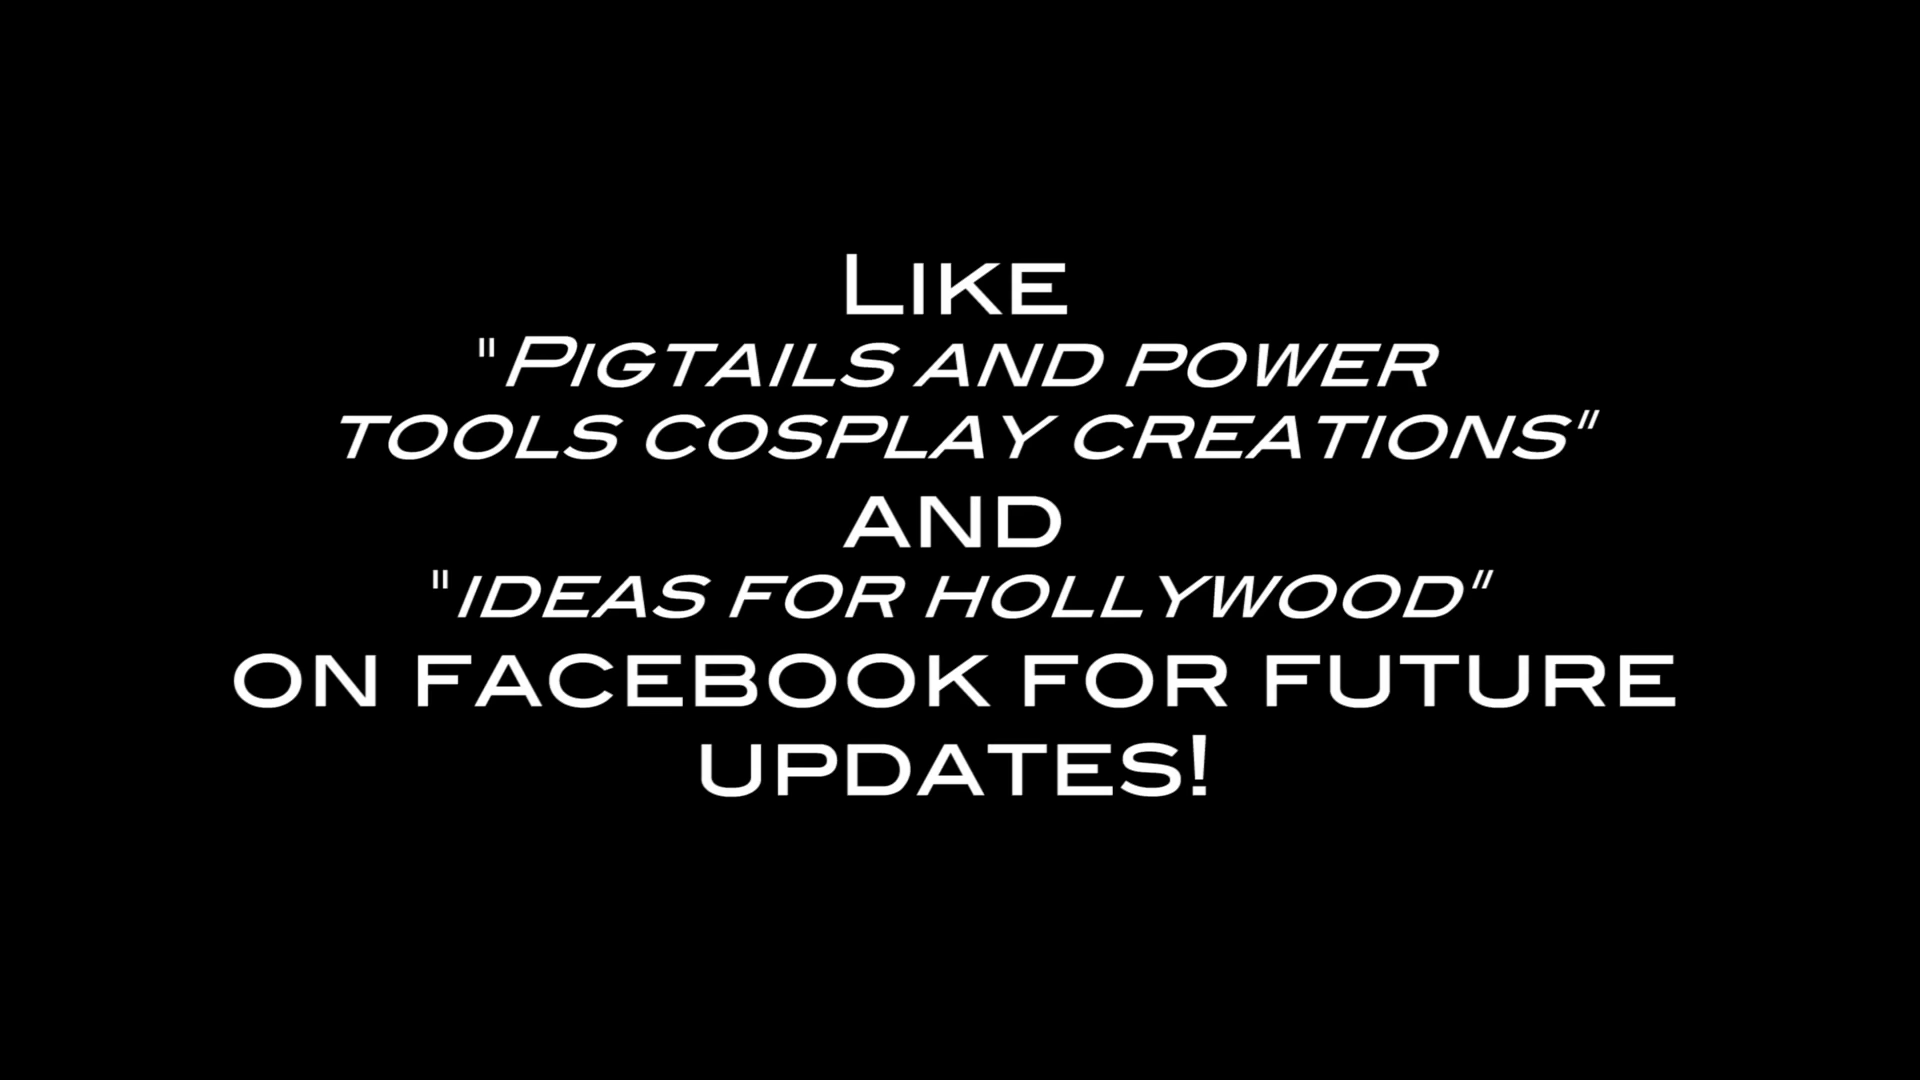 Like
"Pigtails and power
tools cosplay creations"
and
"ideas for hollywood"
on facebook for future
updates!